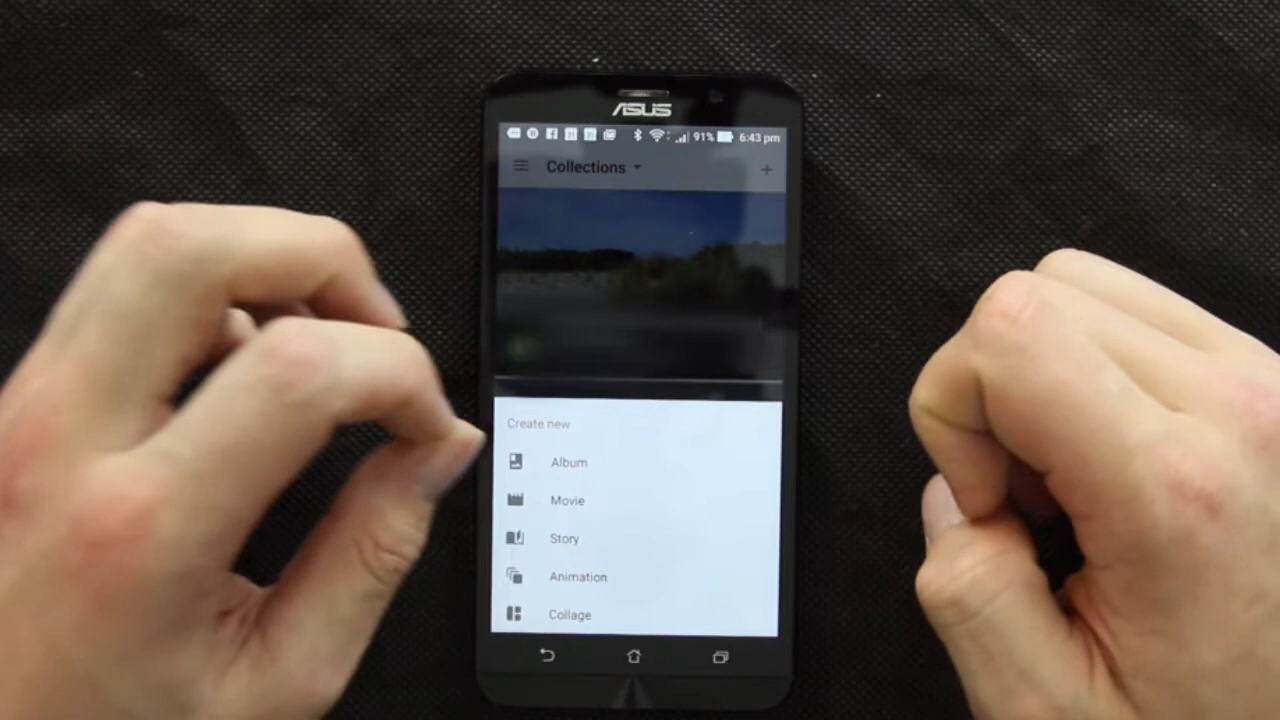 ASUS
91% 6:43 pm
Collections
Create new
Album
Movie
Story
Animation
Collage